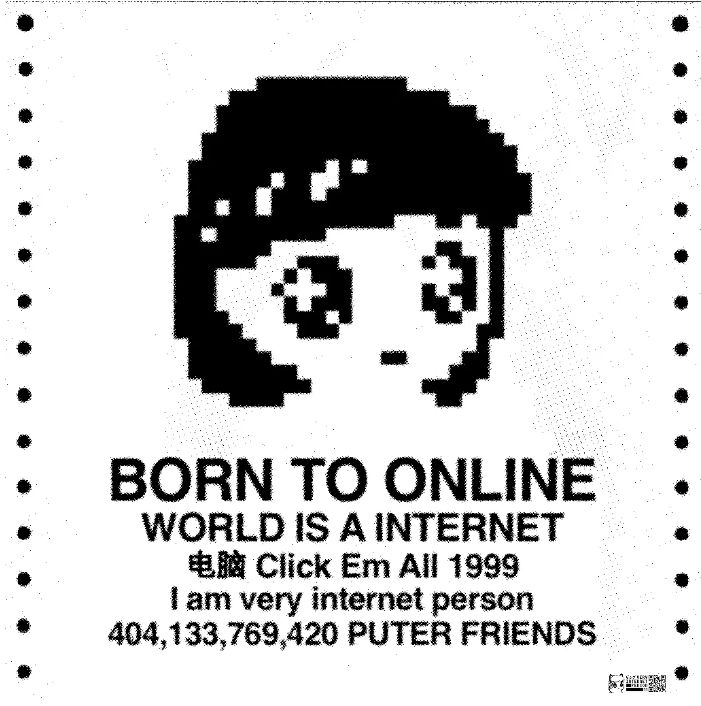 BORN TO ONLINE
WORLD IS A INTERNET
电脑 Click Em All 1999
I am very internet person
404,133,769,420 PUTER FRIENDS